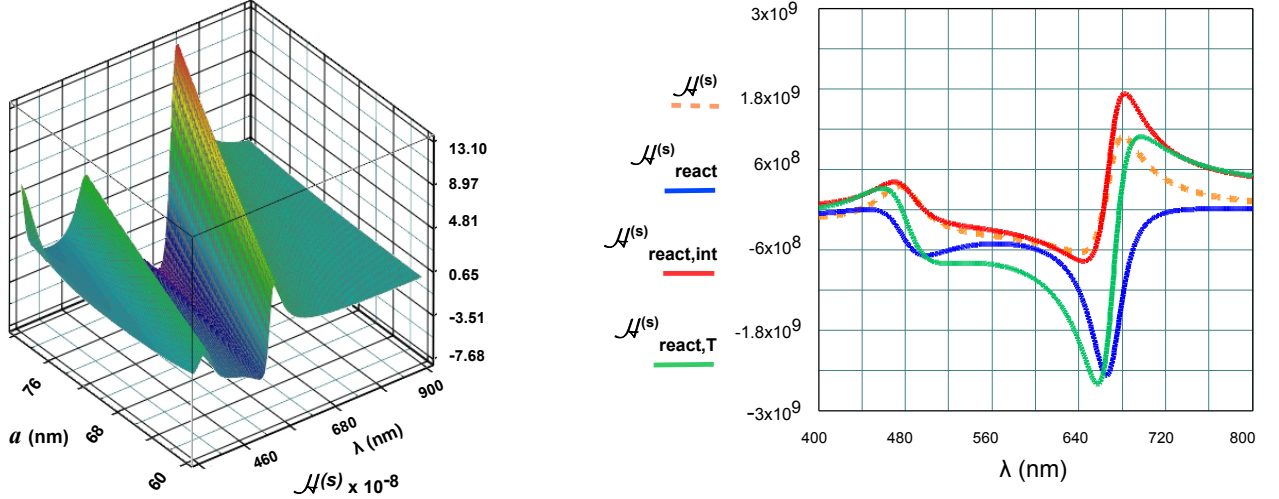 13.10
8.97
4.81
0.65
-3.51
-7.68
76
68
60
a (nm)
460
680
900
λ (nm)
ℋ(s) x 10-8
3x10⁹
1.8x10⁹
6x10⁸
-6x10⁸
-1.8x10⁹
-3x10⁹
ℋ(s)
ℋ(s)
react
ℋ(s)
react,int
ℋ(s)
react,T
400 480 560 640 720 800
λ (nm)